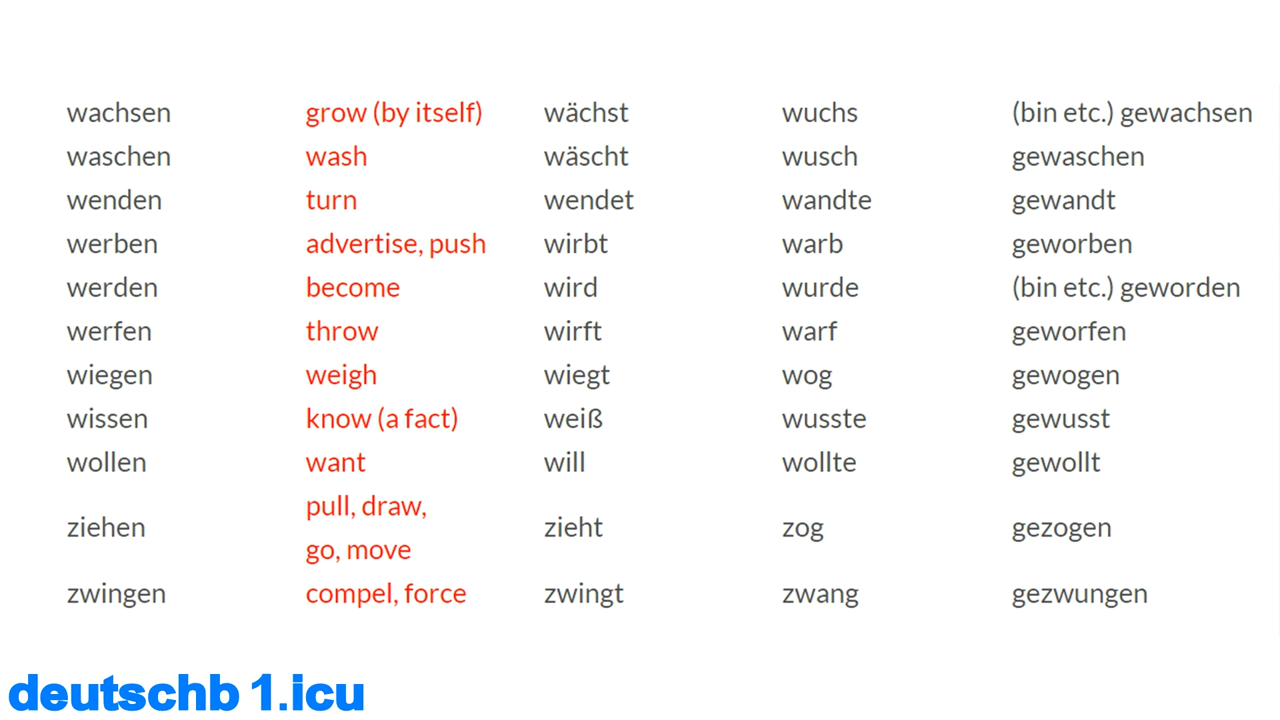 wachsen grow (by itself) wächst wuchs (bin etc.) gewachsen
waschen wash wäscht wusch gewaschen
wenden turn wendet wandte gewandt
werben advertise, push wirbt warb geworben
werden become wird wurde (bin etc.) geworden
werfen throw wirft warf geworfen
wiegen weigh wiegt wog gewogen
wissen know (a fact) weiß wusste gewusst
wollen want will wollte gewollt
ziehen pull, draw, zieht zog gezogen
go, move
zwingen compel, force zwingt zwang gezwungen
deutschb 1.icu